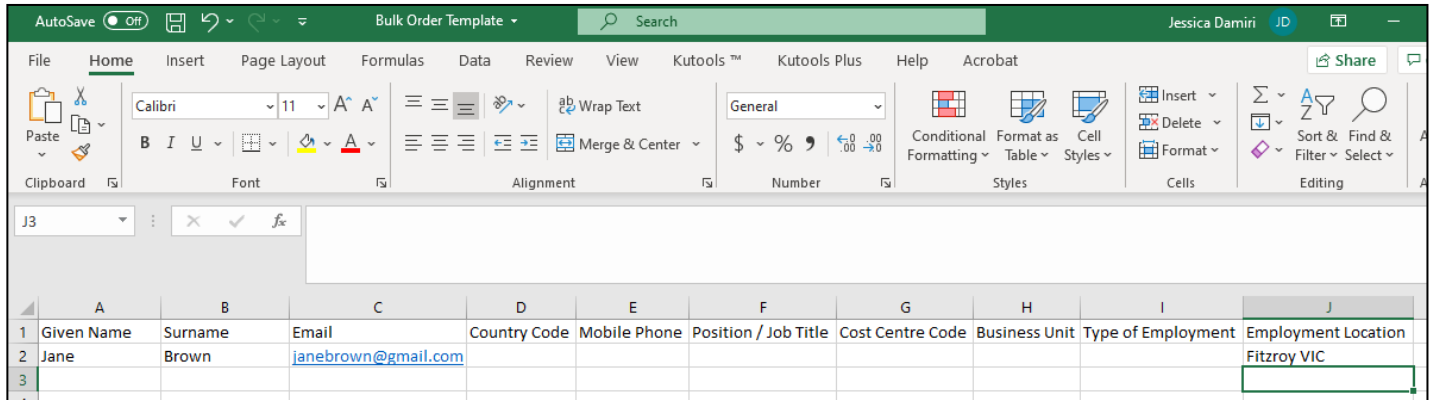 AutoSave Off Bulk Order Template Search Jessica Damiri JD
File Home Insert Page Layout Formulas Data Review View Kutools ™ Kutools Plus Help Acrobat Share
Calibri 11 A^ A˅ ab Wrap Text General Insert Σ
Paste Conditional Format as Cell Delete Sort & Find &
B I U A Merge & Center $ % 9 .00 Formatting Table Styles Format Filter Select
Clipboard Font Alignment Number Styles Cells Editing
J3 fx
A B C D E F G H I J
1 Given Name Surname Email Country Code Mobile Phone Position / Job Title Cost Centre Code Business Unit Type of Employment Employment Location
2 Jane Brown janebrown@gmail.com Fitzroy VIC
3